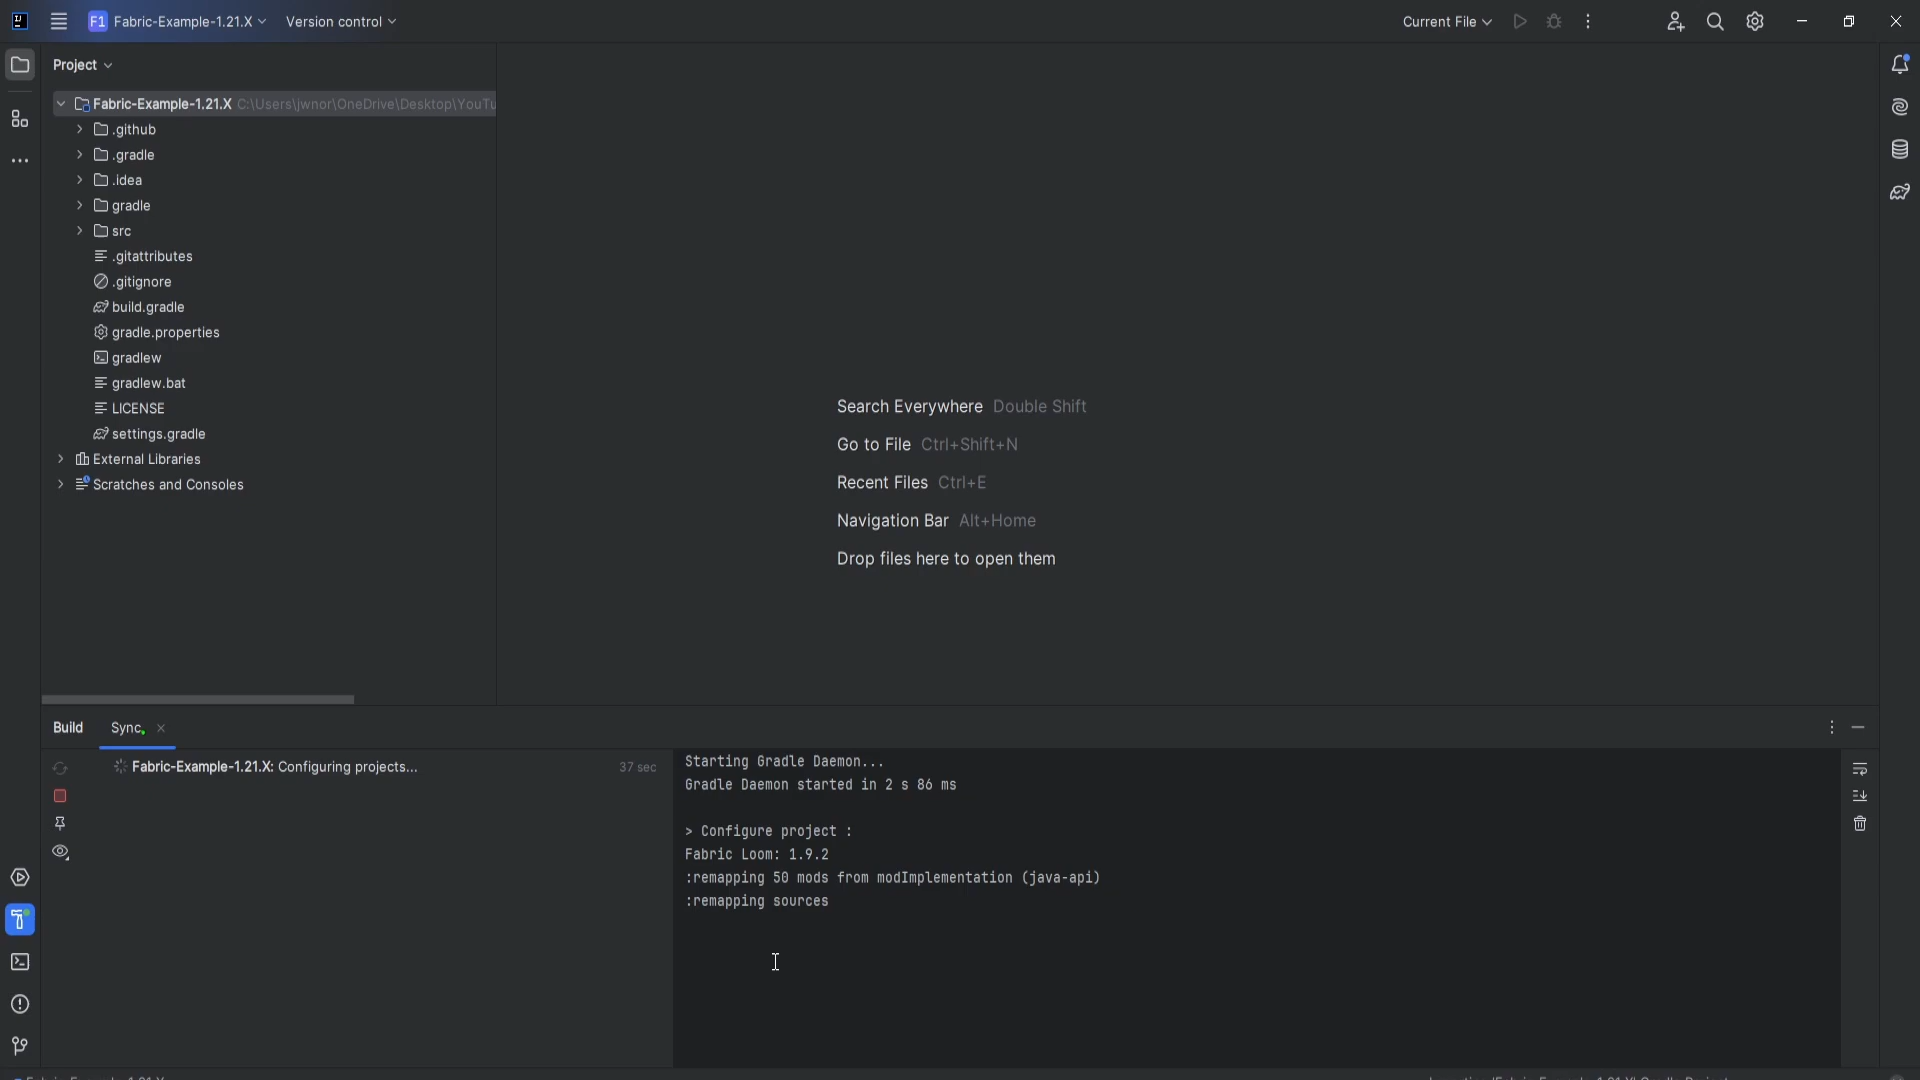 F1 Fabric-Example-1.21.X
Version control
Current File
Project
Fabric-Example-1.21.X C:\Users\jwnor\OneDrive\Desktop\YouTu
.github
.gradle
.idea
gradle
src
.gitattributes
.gitignore
build.gradle
gradle.properties
gradlew
gradlew.bat
LICENSE
settings.gradle
External Libraries
Scratches and Consoles
Search Everywhere Double Shift
Go to File Ctrl+Shift+N
Recent Files Ctrl+E
Navigation Bar Alt+Home
Drop files here to open them
Build
Sync
Fabric-Example-1.21.X: Configuring projects...
37 sec
Starting Gradle Daemon...
Gradle Daemon started in 2 s 86 ms
> Configure project :
Fabric Loom: 1.9.2
:remapping 50 mods from modImplementation (java-api)
:remapping sources